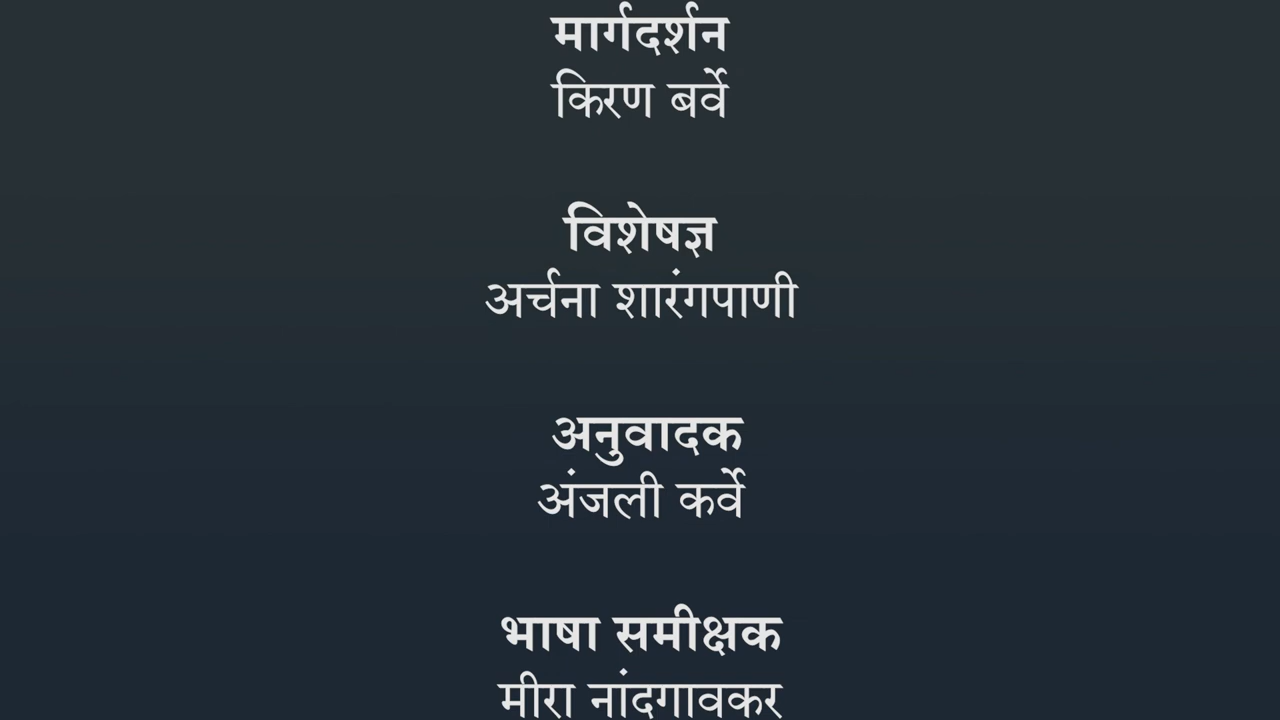 मार्गदर्शन
किरण बर्वे
विशेषज्ञ
अर्चना शारंगपाणी
अनुवादक
अंजली कर्वे
भाषा समीक्षक
मीरा नांदगावकर